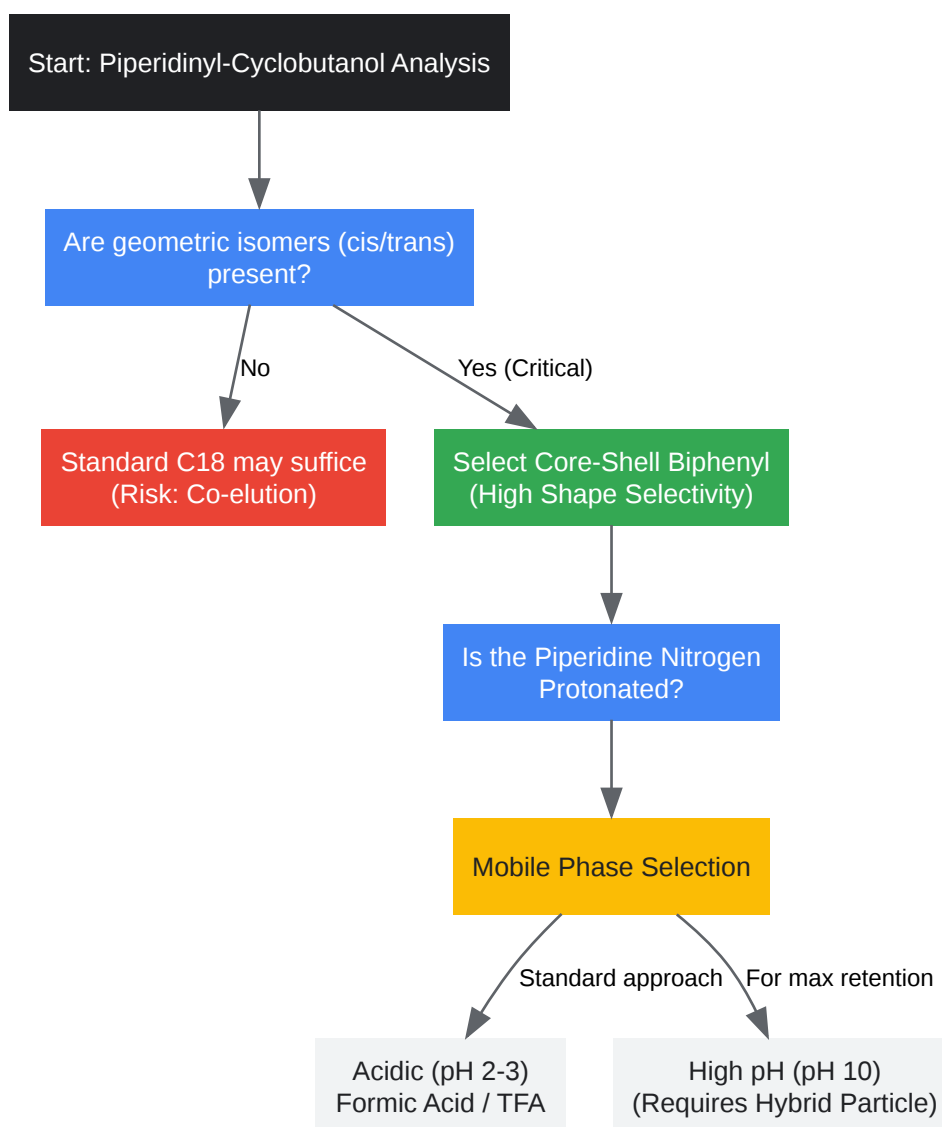 Start: Piperidinyl-Cyclobutanol Analysis
Are geometric isomers (cis/trans)
present?
No
Yes (Critical)
Standard C18 may suffice
(Risk: Co-elution)
Select Core-Shell Biphenyl
(High Shape Selectivity)
Is the Piperidine Nitrogen
Protonated?
Mobile Phase Selection
Standard approach
For max retention
Acidic (pH 2-3)
Formic Acid / TFA
High pH (pH 10)
(Requires Hybrid Particle)